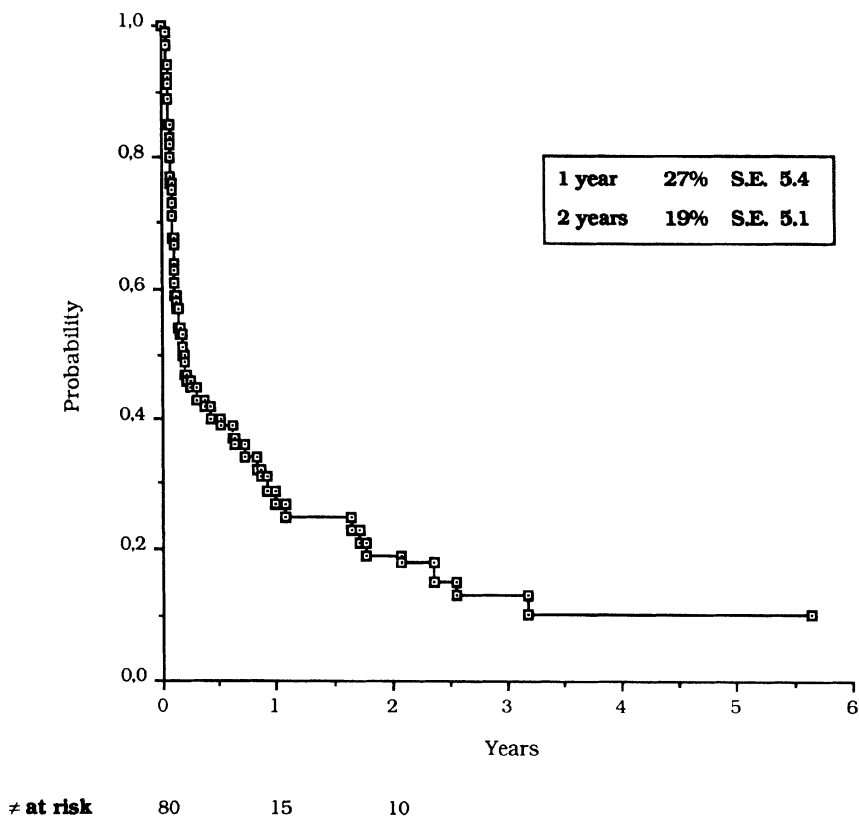 1,0
0,8
0,6
0,4
0,2
0,0
Probability
1 year 27% S.E. 5.4
2 years 19% S.E. 5.1
0 1 2 3 4 5 6
Years
≠ at risk 80 15 10